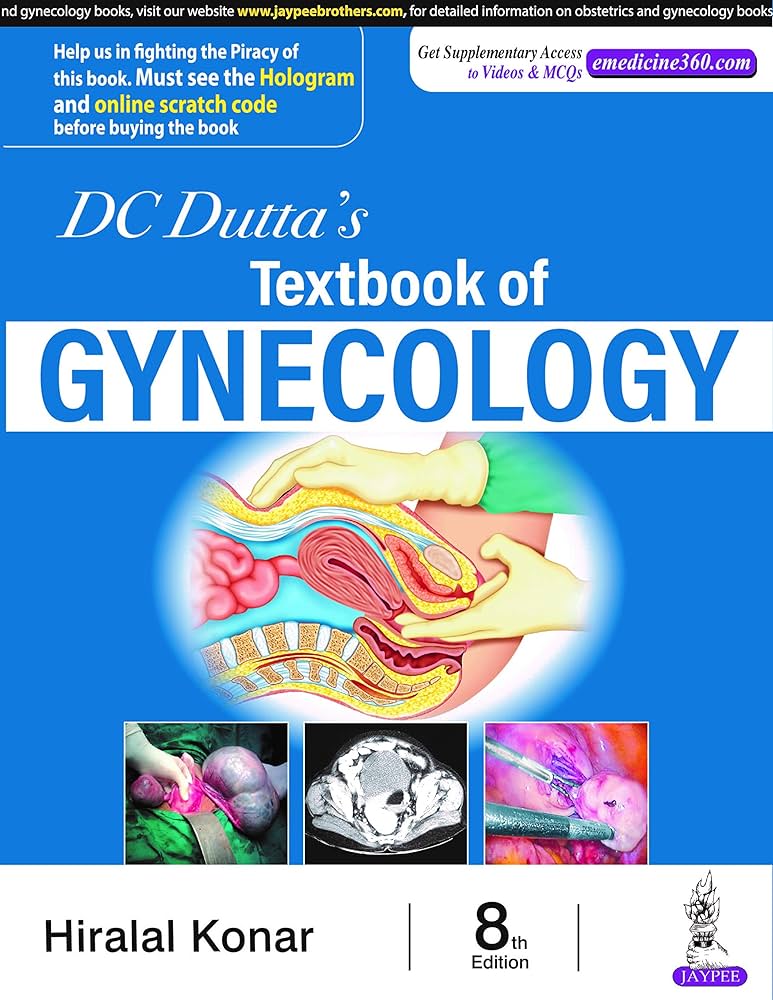 nd gynecology books, visit our website www.jaypeebrothers.com, for detailed information on obstetrics and gynecology books
Help us in fighting the Piracy of
this book. Must see the Hologram
and online scratch code
before buying the book
Get Supplementary Access
to Videos & MCQs
emedicine360.com
DC Dutta's
Textbook of
GYNECOLOGY
Hiralal Konar
8th
Edition
JAYPEE